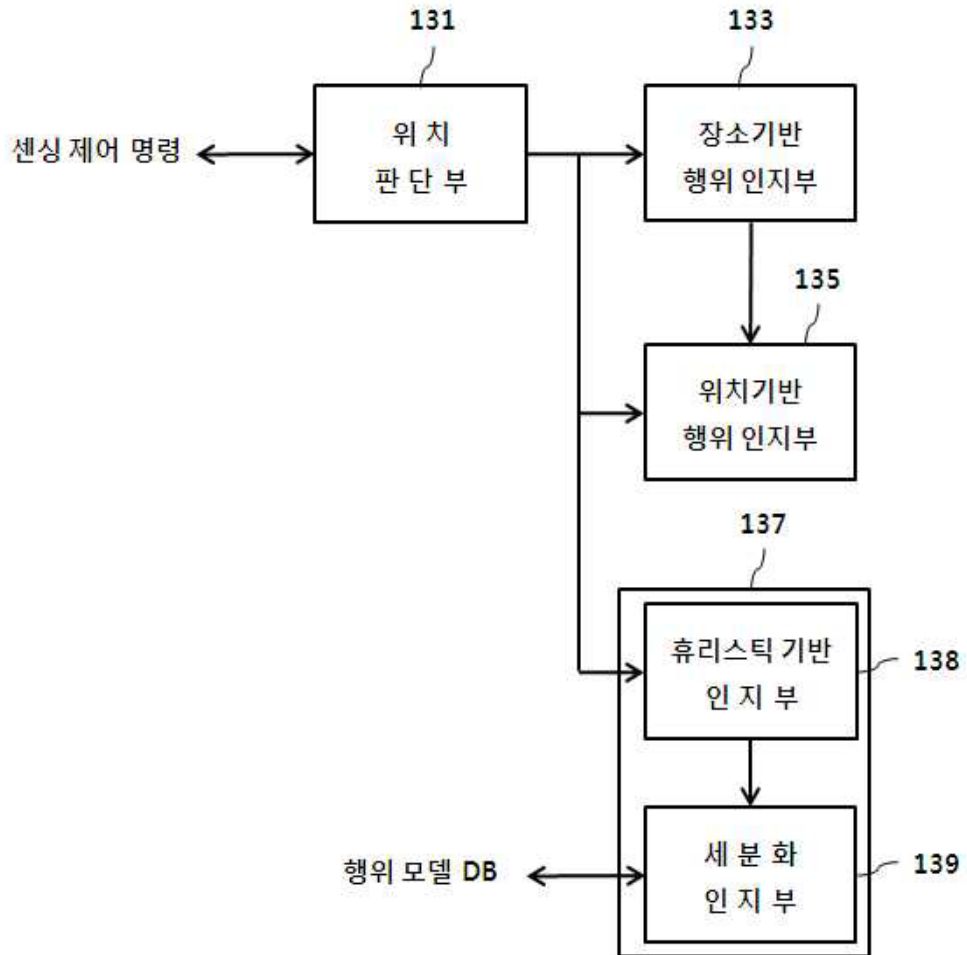 131
133
센싱 제어 명령
위 치
판 단 부
장소기반
행위 인지부
135
위치기반
행위 인지부
137
휴리스틱 기반
인 지 부
138
행위 모델 DB
세 분 화
인 지 부
139